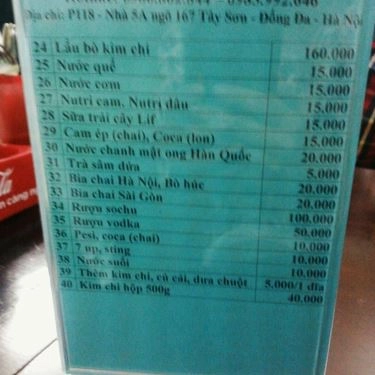 Địa chỉ: P118 - Nhà 5A ngõ 167 Tây Sơn - Đống Đa - Hà Nội
24 Lẩu bò kim chi 160.000
25 Nước quế 15.000
26 Nước cơm 15.000
27 Nutri cam, Nutri dâu 15.000
28 Sữa trái cây Lif 15.000
29 Cam ép (chai), Coca (lon) 15.000
30 Nước chanh mật ong Hàn Quốc 20.000
31 Trà sâm dứa 5.000
32 Bia chai Hà Nội, Bò húc 20.000
33 Bia chai Sài Gòn 20.000
34 Rượu sochu 100.000
35 Rượu vodka 50.000
36 Pesi, coca (chai) 10.000
37 7 up, sting 10.000
38 Nước suối 10.000
39 Thêm kim chi, củ cải, dưa chuột 5.000/1 đĩa
40 Kim chi hộp 500g 40.000